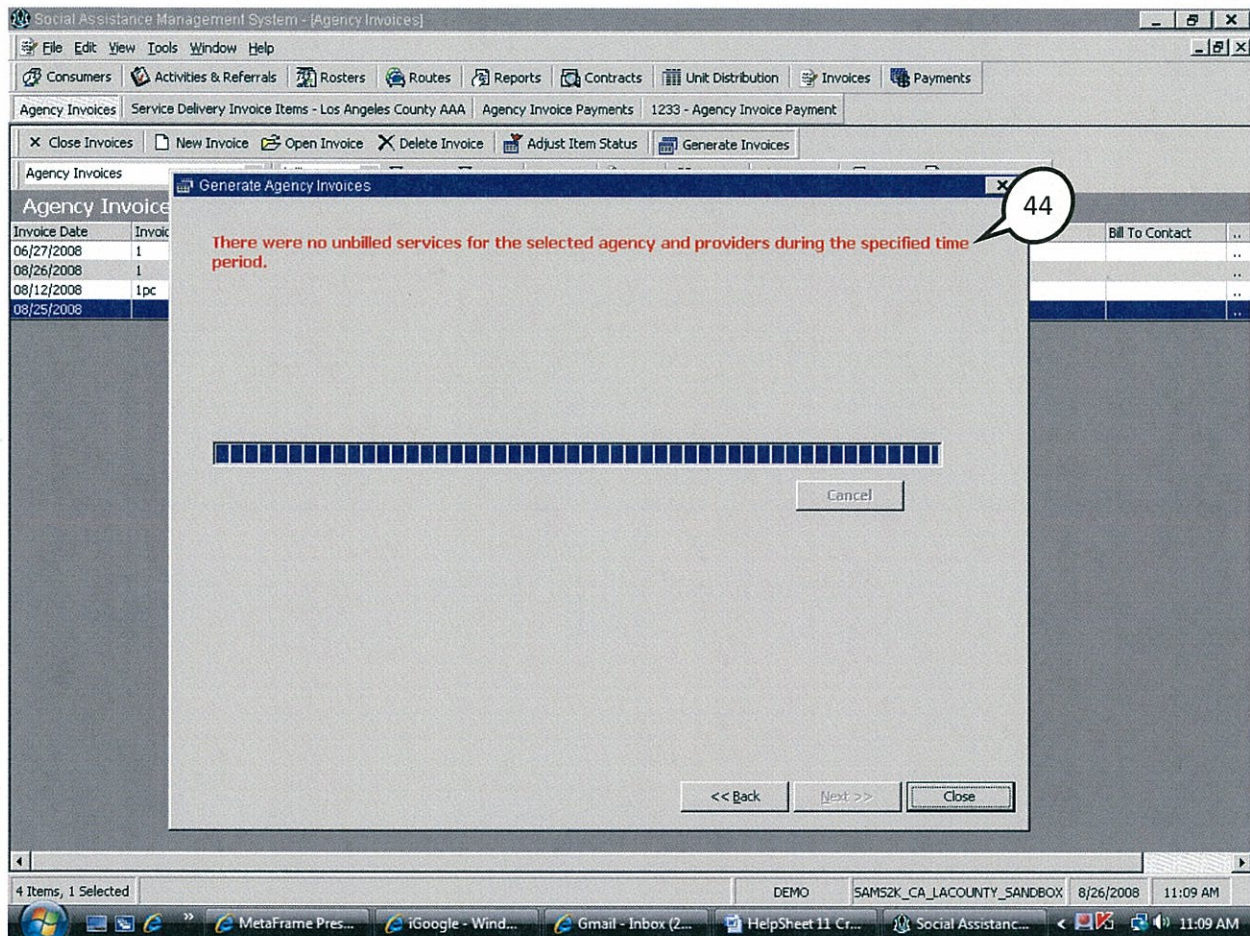 Social Assistance Management System - [Agency Invoices]
File Edit View Tools Window Help
Consumers Activities & Referrals Rosters Routes Reports Contracts Unit Distribution Invoices Payments
Agency Invoices Service Delivery Invoice Items - Los Angeles County AAA Agency Invoice Payments 1233 - Agency Invoice Payment
Close Invoices New Invoice Open Invoice Delete Invoice Adjust Item Status Generate Invoices
Agency Invoices
Generate Agency Invoices
44
Agency Invoice
Invoice Date Invoic Bill To Contact ..
06/27/2008 1 ..
08/26/2008 1 ..
08/12/2008 1pc ..
08/25/2008 ..
There were no unbilled services for the selected agency and providers during the specified time
period.
Cancel
<< Back Next >> Close
4 Items, 1 Selected DEMO SAMS2K_CA_LACOUNTY_SANDBOX 8/26/2008 11:09 AM
» MetaFrame Pres... iGoogle - Wind... Gmail - Inbox (2... HelpSheet 11 Cr... Social Assistanc... < 11:09 AM